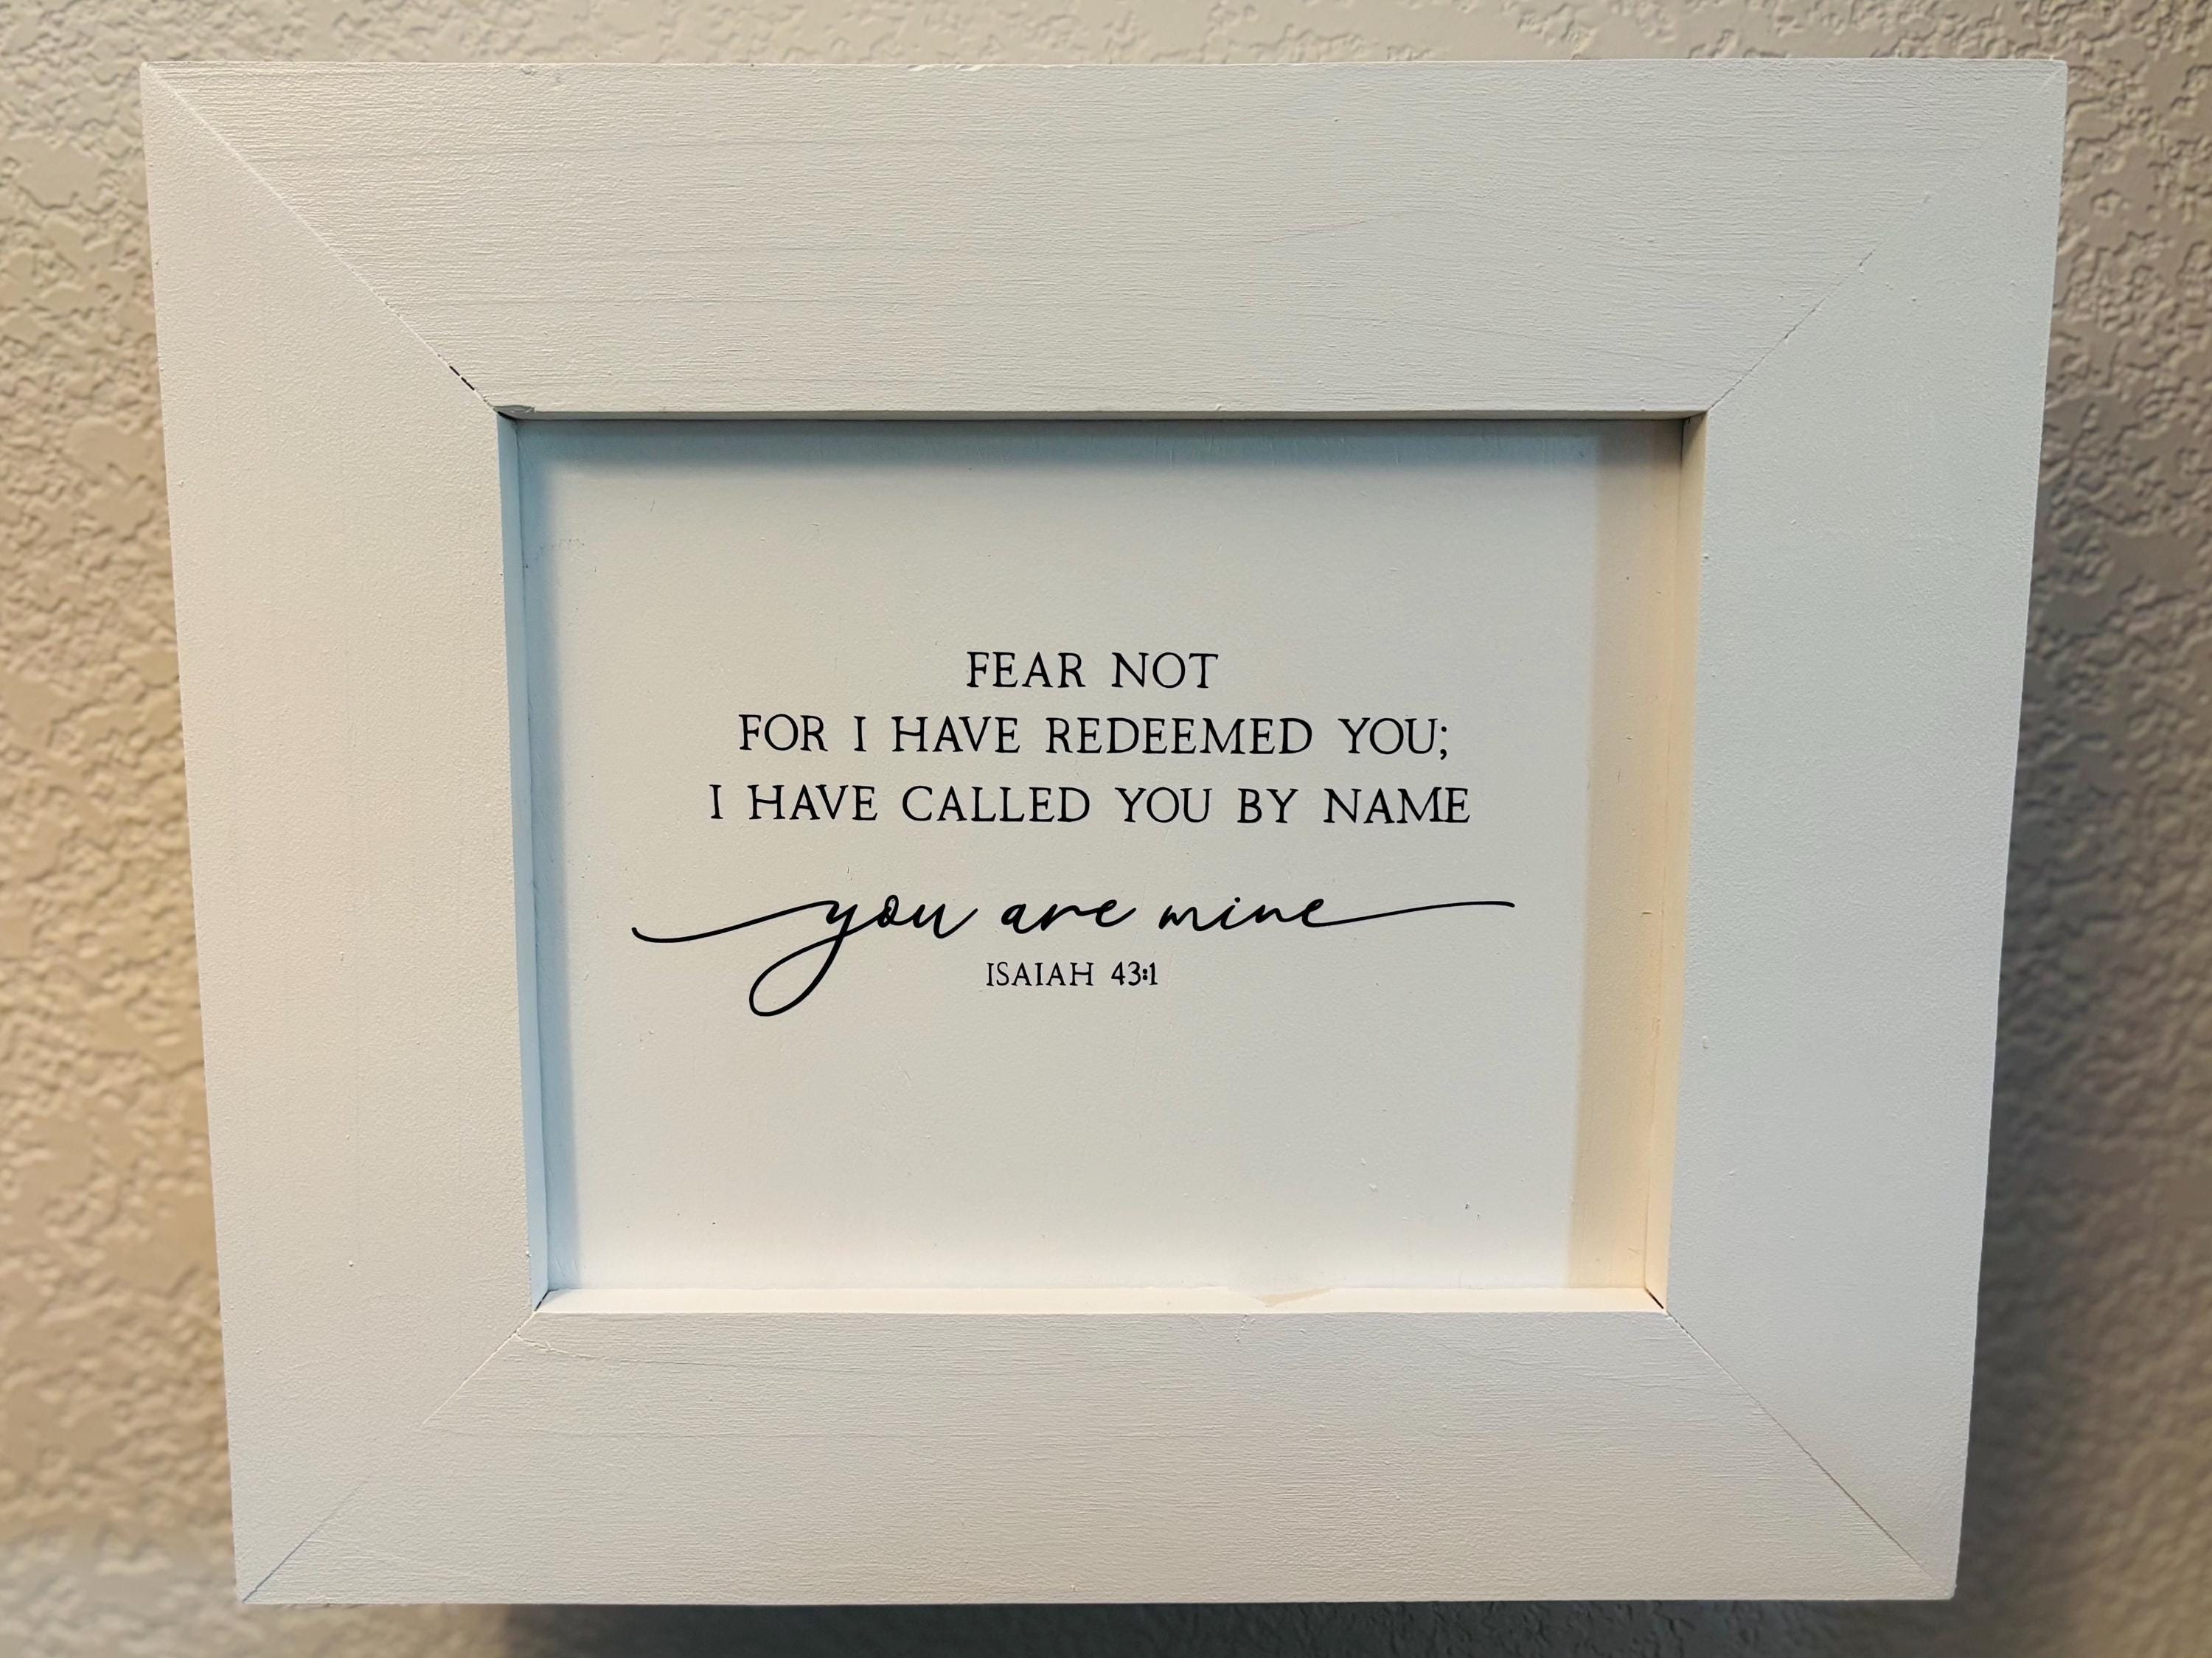 FEAR NOT
FOR I HAVE REDEEMED YOU;
I HAVE CALLED YOU BY NAME
you are mine
ISAIAH 43:1